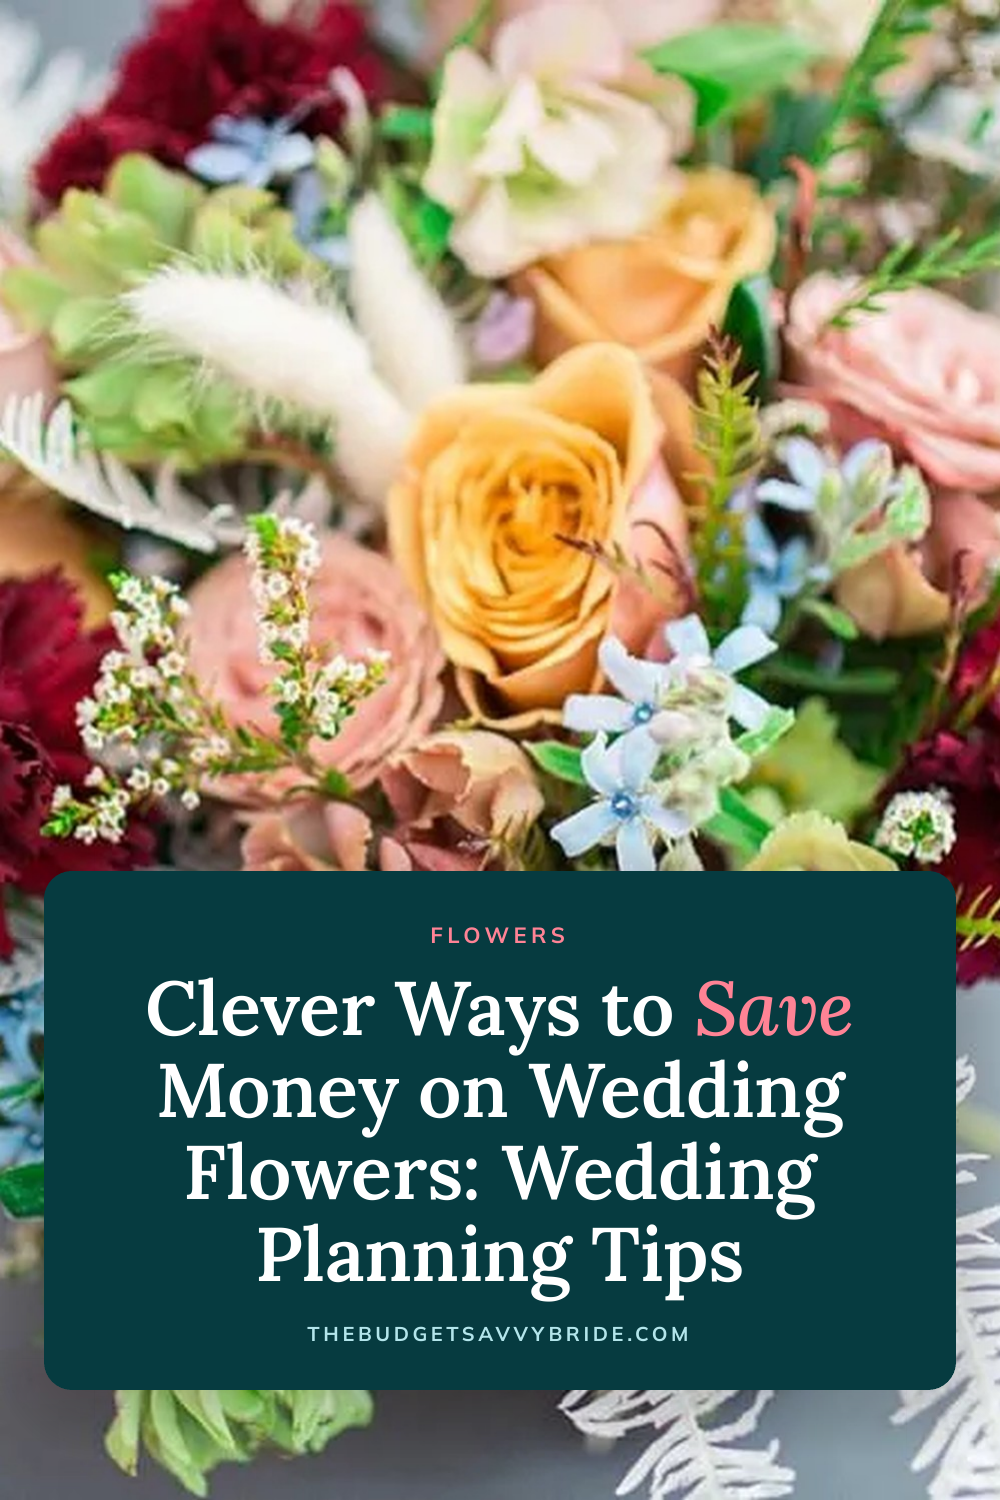 FLOWERS
Clever Ways to Save
Money on Wedding
Flowers: Wedding
Planning Tips
THEBUDGETSAVVYBRIDE.COM